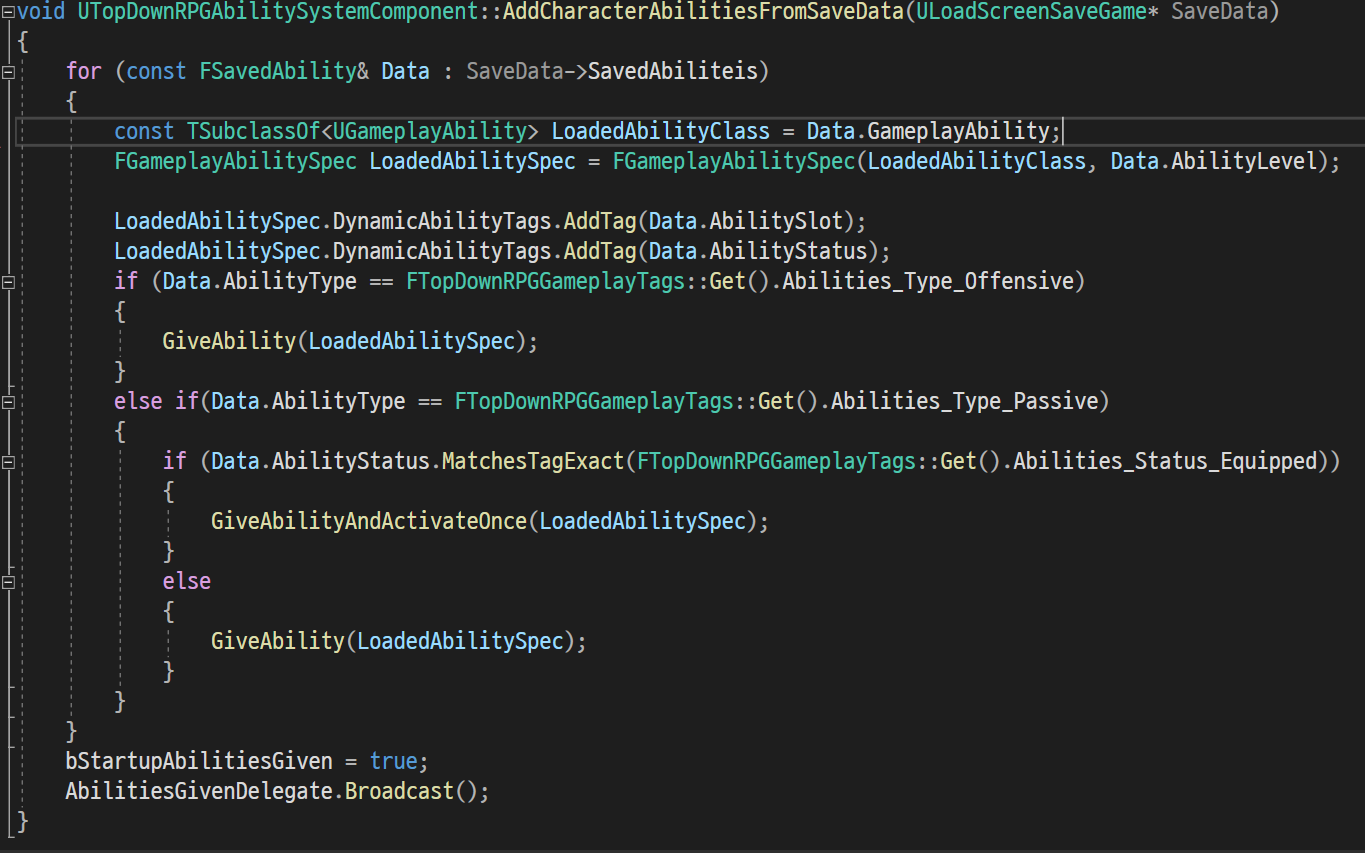 void UTopDownRPGAbilitySystemComponent::AddCharacterAbilitiesFromSaveData(ULoadScreenSaveGame* SaveData)
{
    for (const FSavedAbility& Data : SaveData->SavedAbiliteis)
    {
        const TSubclassOf<UGameplayAbility> LoadedAbilityClass = Data.GameplayAbility;
        FGameplayAbilitySpec LoadedAbilitySpec = FGameplayAbilitySpec(LoadedAbilityClass, Data.AbilityLevel);

        LoadedAbilitySpec.DynamicAbilityTags.AddTag(Data.AbilitySlot);
        LoadedAbilitySpec.DynamicAbilityTags.AddTag(Data.AbilityStatus);
        if (Data.AbilityType == FTopDownRPGGameplayTags::Get().Abilities_Type_Offensive)
        {
            GiveAbility(LoadedAbilitySpec);
        }
        else if(Data.AbilityType == FTopDownRPGGameplayTags::Get().Abilities_Type_Passive)
        {
            if (Data.AbilityStatus.MatchesTagExact(FTopDownRPGGameplayTags::Get().Abilities_Status_Equipped))
            {
                GiveAbilityAndActivateOnce(LoadedAbilitySpec);
            }
            else
            {
                GiveAbility(LoadedAbilitySpec);
            }
        }
    }
    bStartupAbilitiesGiven = true;
    AbilitiesGivenDelegate.Broadcast();
}